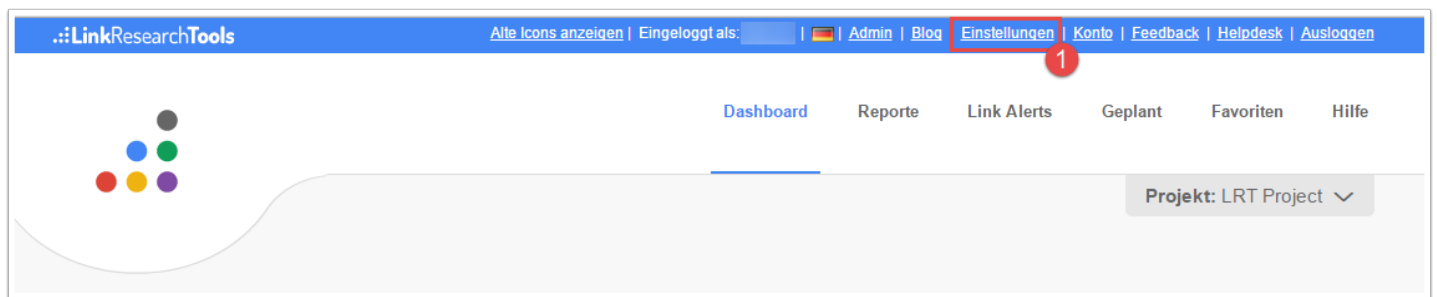 .::LinkResearchTools Alte Icons anzeigen | Eingeloggt als: | | Admin | Blog Einstellungen | Konto | Feedback | Helpdesk | Ausloggen
1
Dashboard Reporte Link Alerts Geplant Favoriten Hilfe
Projekt: LRT Project